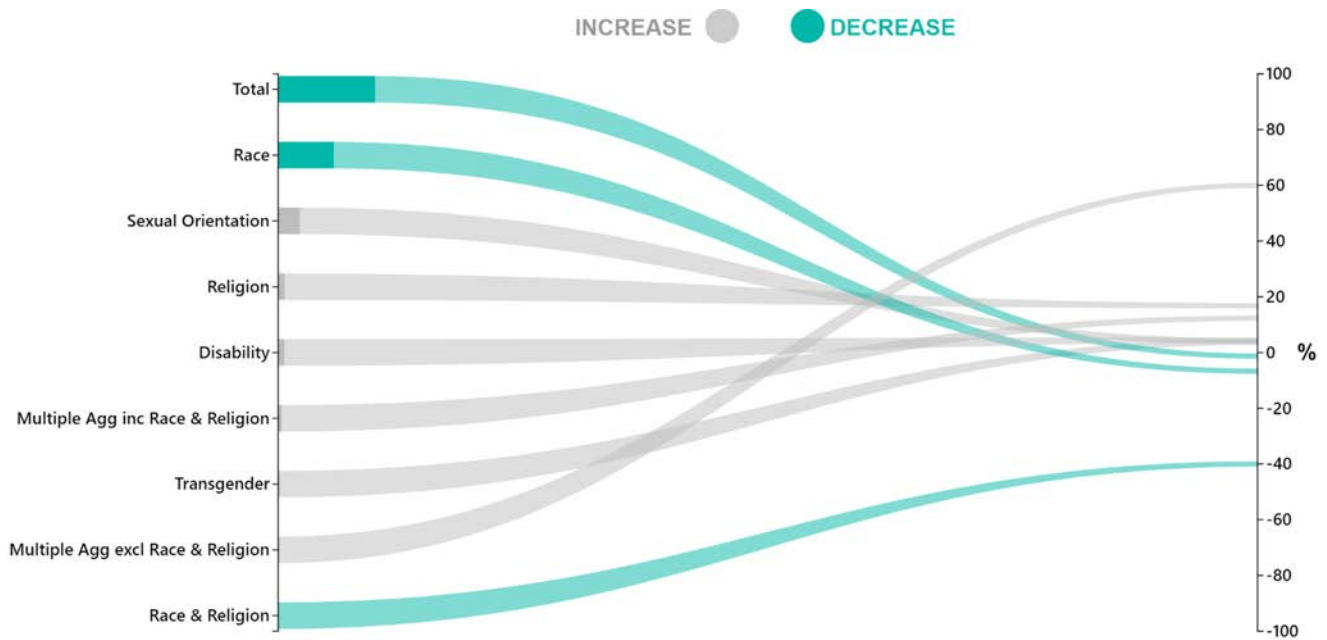 INCREASE DECREASE
Total
Race
Sexual Orientation
Religion
Disability
Multiple Agg inc Race & Religion
Transgender
Multiple Agg excl Race & Religion
Race & Religion
100
80
60
40
20
0 %
-20
-40
-60
-80
-100